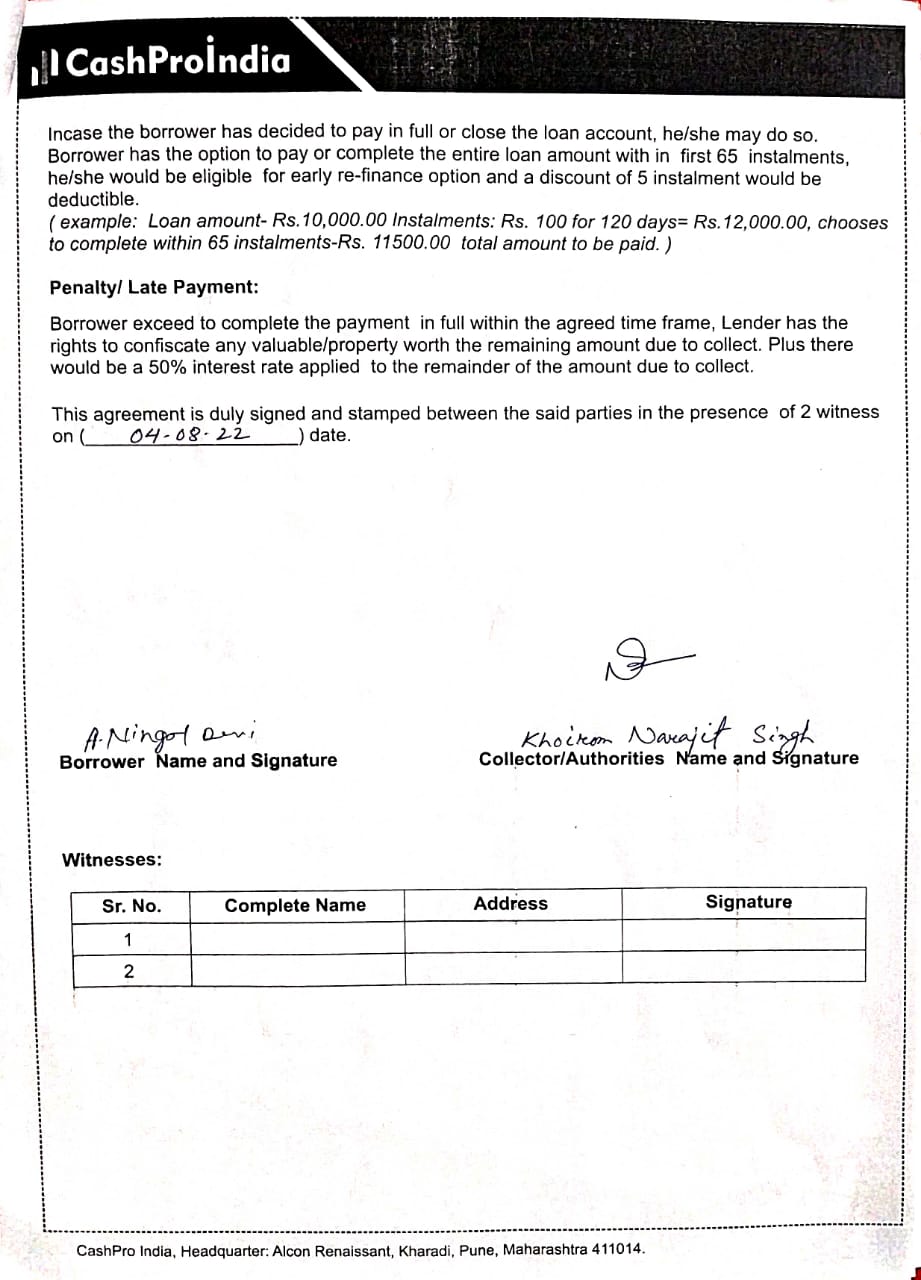 CashProIndia
Incase the borrower has decided to pay in full or close the loan account, he/she may do so.
Borrower has the option to pay or complete the entire loan amount with in first 65 instalments,
he/she would be eligible for early re-finance option and a discount of 5 instalment would be
deductible.
( example: Loan amount- Rs.10,000.00 Instalments: Rs. 100 for 120 days= Rs.12,000.00, chooses
to complete within 65 instalments-Rs. 11500.00 total amount to be paid. )
Penalty/ Late Payment:
Borrower exceed to complete the payment in full within the agreed time frame, Lender has the
rights to confiscate any valuable/property worth the remaining amount due to collect. Plus there
would be a 50% interest rate applied to the remainder of the amount due to collect.
This agreement is duly signed and stamped between the said parties in the presence of 2 witness
on ( 04-08-22 ) date.
A. Ningol Devi Khoirom Narajit Singh
Borrower Name and Signature Collector/Authorities Name and Signature
Witnesses:
Sr. No. Complete Name Address Signature
1
2
CashPro India, Headquarter: Alcon Renaissant, Kharadi, Pune, Maharashtra 411014.